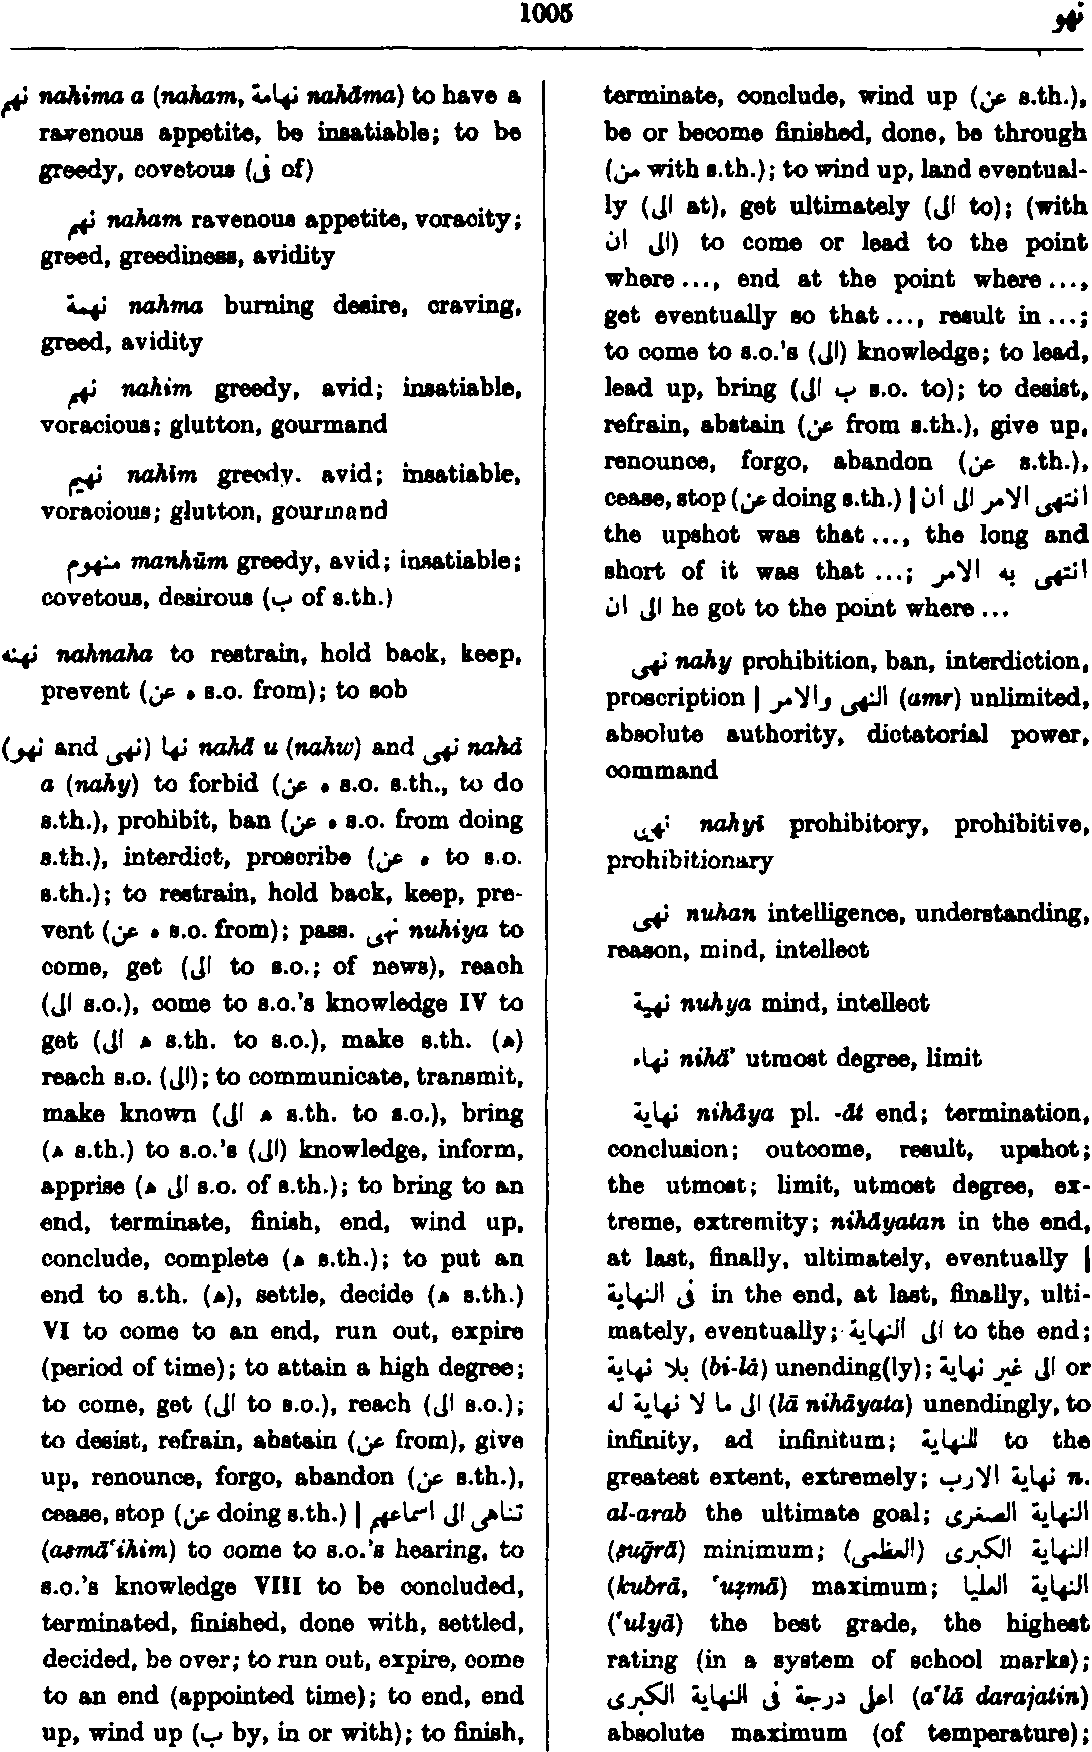 1005
نهو
نهم nahima a (naham, نهامة nahāma) to have a
ravenous appetite, be insatiable; to be
greedy, covetous (فى of)
نهم naham ravenous appetite, voracity;
greed, greediness, avidity
نهمة nahma burning desire, craving,
greed, avidity
نهم nahim greedy, avid; insatiable,
voracious; glutton, gourmand
نهيم nahīm greedy. avid; insatiable,
voracious; glutton, gourmand
منهوم manhūm greedy, avid; insatiable;
covetous, desirous (ب of s.th.)
نهنه nahnaha to restrain, hold back, keep,
prevent (ه عن s.o. from); to sob
(نهو and نهى) نها nahā u (nahw) and نهى nahā
a (nahy) to forbid (ه عن s.o. s.th., to do
s.th.), prohibit, ban (ه عن s.o. from doing
s.th.), interdict, proscribe (ه عن to s.o.
s.th.); to restrain, hold back, keep, pre-
vent (ه عن s.o. from); pass. نهى nuhiya to
come, get (الى to s.o.; of news), reach
(الى s.o.), come to s.o.'s knowledge IV to
get (ه الى s.th. to s.o.), make s.th. (ه)
reach s.o. (الى); to communicate, transmit,
make known (ه الى s.th. to s.o.), bring
(ه s.th.) to s.o.'s (الى) knowledge, inform,
apprise (ه الى s.o. of s.th.); to bring to an
end, terminate, finish, end, wind up,
conclude, complete (ه s.th.); to put an
end to s.th. (ه), settle, decide (ه s.th.)
VI to come to an end, run out, expire
(period of time); to attain a high degree;
to come, get (الى to s.o.), reach (الى s.o.);
to desist, refrain, abstain (عن from), give
up, renounce, forgo, abandon (عن s.th.),
cease, stop (عن doing s.th.) | تناهى الى اسماعهم
(asmā'ihim) to come to s.o.'s hearing, to
s.o.'s knowledge VIII to be concluded,
terminated, finished, done with, settled,
decided, be over; to run out, expire, come
to an end (appointed time); to end, end
up, wind up (ب by, in or with); to finish,
terminate, conclude, wind up (عن s.th.),
be or become finished, done, be through
(من with s.th.); to wind up, land eventual-
ly (الى at), get ultimately (الى to); (with
الى ان) to come or lead to the point
where ..., end at the point where ...,
get eventually so that ..., result in ...;
to come to s.o.'s (الى) knowledge; to lead,
lead up, bring (ب الى s.o. to); to desist,
refrain, abstain (عن from s.th.), give up,
renounce, forgo, abandon (عن s.th.),
cease, stop (عن doing s.th.) | انتهى الامر الى ان
the upshot was that ..., the long and
short of it was that ...; انتهى به الامر
الى ان he got to the point where ...
نهى nahy prohibition, ban, interdiction,
proscription | النهى والامر (amr) unlimited,
absolute authority, dictatorial power,
command
نهيى nahyī prohibitory, prohibitive,
prohibitionary
نهى nuhan intelligence, understanding,
reason, mind, intellect
نهية nuhya mind, intellect
نهاء nihā' utmost degree, limit
نهاية nihāya pl. -āt end; termination,
conclusion; outcome, result, upshot;
the utmost; limit, utmost degree, ex-
treme, extremity; nihāyatan in the end,
at last, finally, ultimately, eventually |
فى النهاية in the end, at last, finally, ulti-
mately, eventually; الى النهاية to the end;
بلا نهاية (bi-lā) unending(ly); الى غير نهاية or
الى ما لا نهاية له (lā nihāyata) unendingly, to
infinity, ad infinitum; للنهاية to the
greatest extent, extremely; نهاية الارب n.
al-arab the ultimate goal; النهاية الصغرى
(ṣuḡrā) minimum; النهاية الكبرى (العظمى)
(kubrā, 'uẓmā) maximum; النهاية العليا
('ulyā) the best grade, the highest
rating (in a system of school marks);
اعلى درجة فى النهاية الكبرى (a'lā darajatin)
absolute maximum (of temperature);